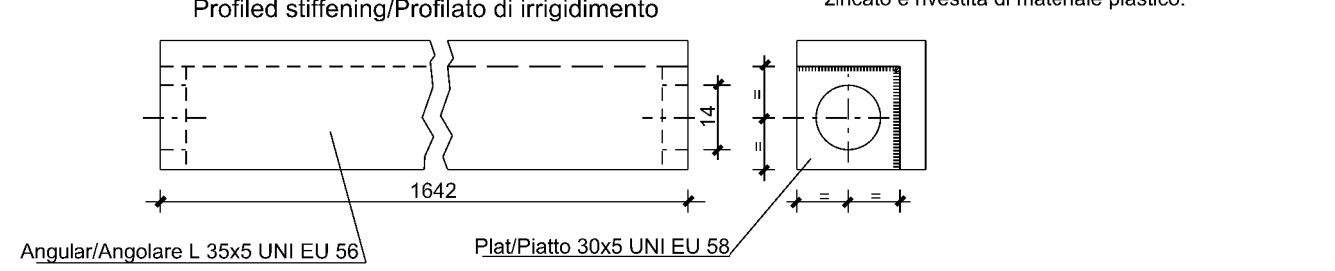 Profiled stiffening/Profilato di irrigidimento
zincato e rivestita di materiale plastico.
14
=
=
1642
=
=
Angular/Angolare L 35x5 UNI EU 56
Plat/Piatto 30x5 UNI EU 58